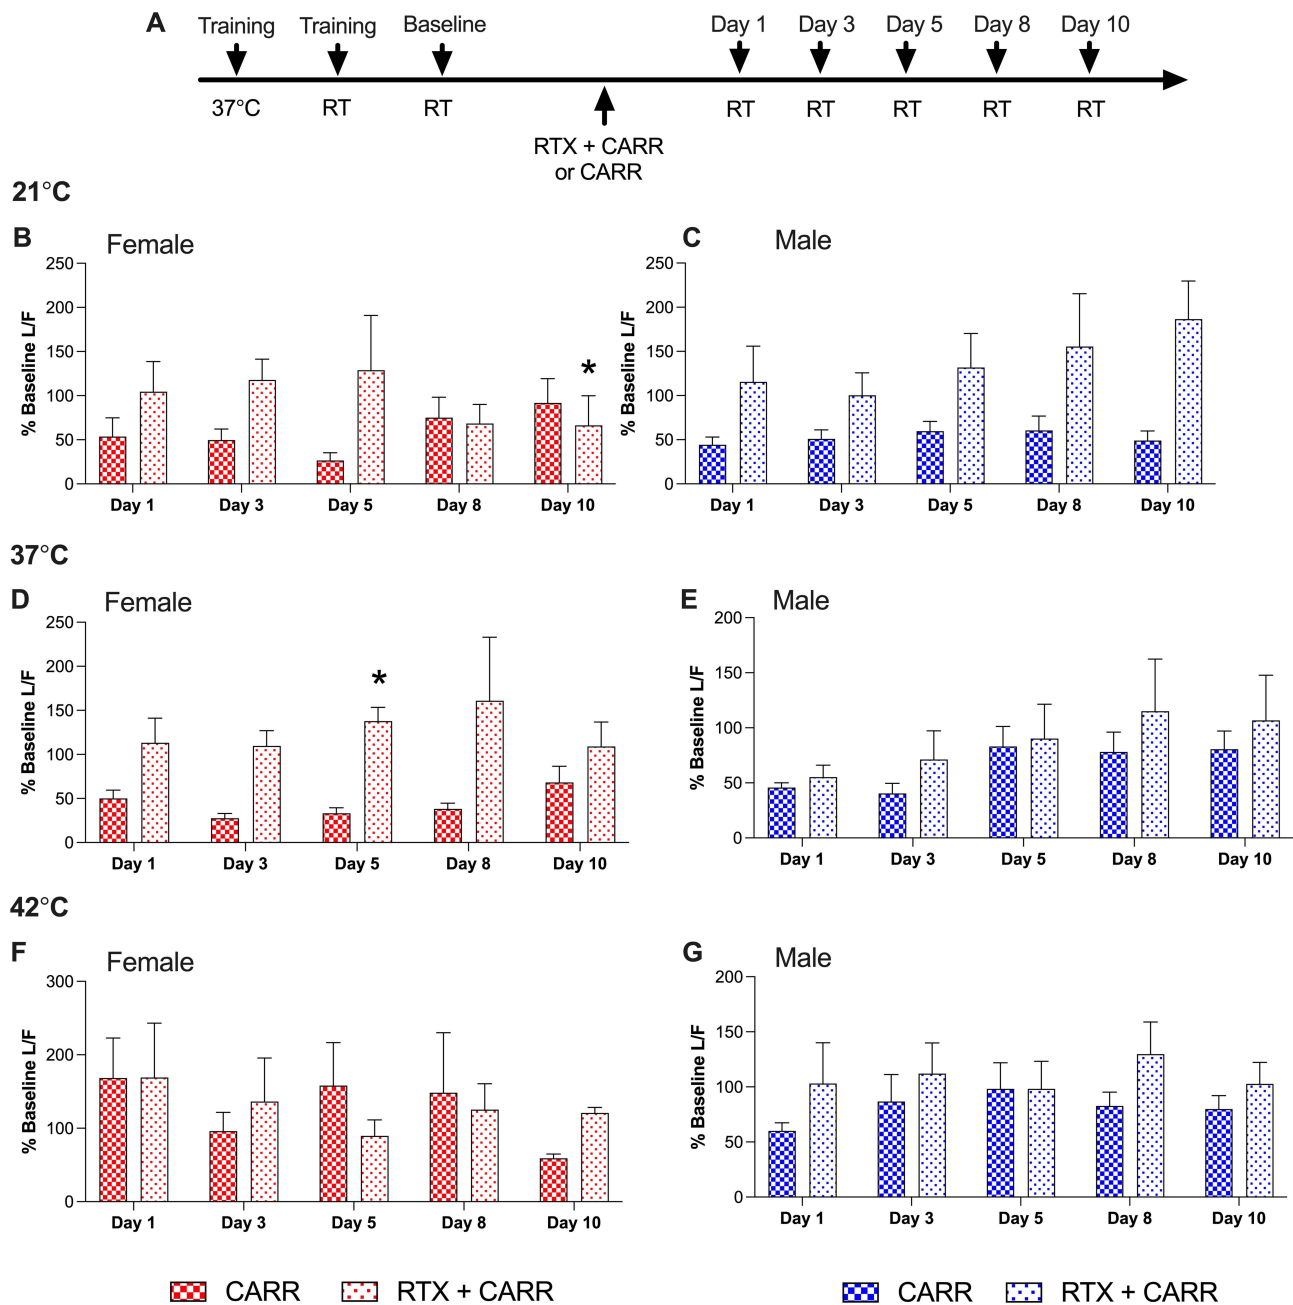 A
Training Training Baseline Day 1 Day 3 Day 5 Day 8 Day 10
37°C RT RT RT RT RT RT RT
RTX + CARR
or CARR
21°C
B Female
% Baseline L/F
250
200
150
100
50
0
*
Day 1 Day 3 Day 5 Day 8 Day 10
C Male
% Baseline L/F
250
200
150
100
50
0
Day 1 Day 3 Day 5 Day 8 Day 10
37°C
D Female
% Baseline L/F
250
200
150
100
50
0
*
Day 1 Day 3 Day 5 Day 8 Day 10
E Male
% Baseline L/F
200
150
100
50
0
Day 1 Day 3 Day 5 Day 8 Day 10
42°C
F Female
% Baseline L/F
300
200
100
0
Day 1 Day 3 Day 5 Day 8 Day 10
G Male
% Baseline L/F
200
150
100
50
0
Day 1 Day 3 Day 5 Day 8 Day 10
CARR RTX + CARR
CARR RTX + CARR